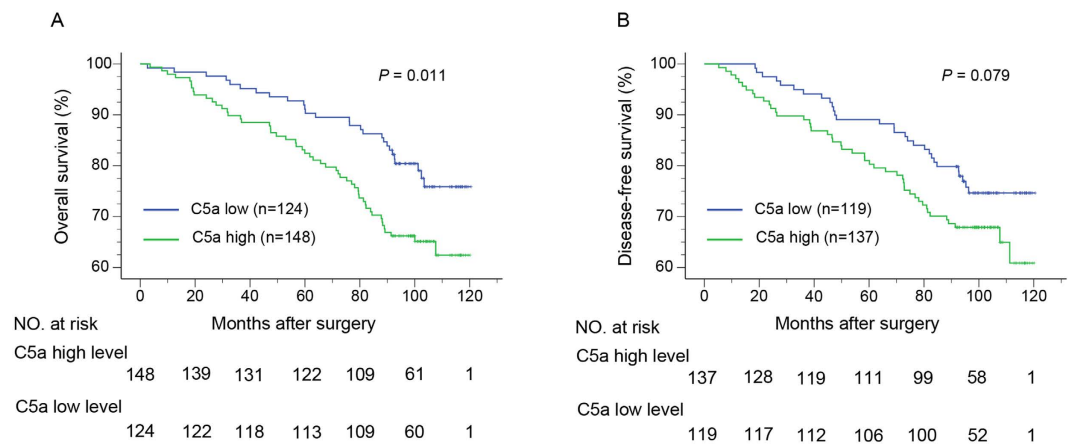 A
Overall survival (%)
100
90
80
70
60
P = 0.011
C5a low (n=124)
C5a high (n=148)
0 20 40 60 80 100 120
Months after surgery
NO. at risk
C5a high level
148 139 131 122 109 61 1
C5a low level
124 122 118 113 109 60 1
B
Disease-free survival (%)
100
90
80
70
60
P = 0.079
C5a low (n=119)
C5a high (n=137)
0 20 40 60 80 100 120
Months after surgery
NO. at risk
C5a high level
137 128 119 111 99 58 1
C5a low level
119 117 112 106 100 52 1